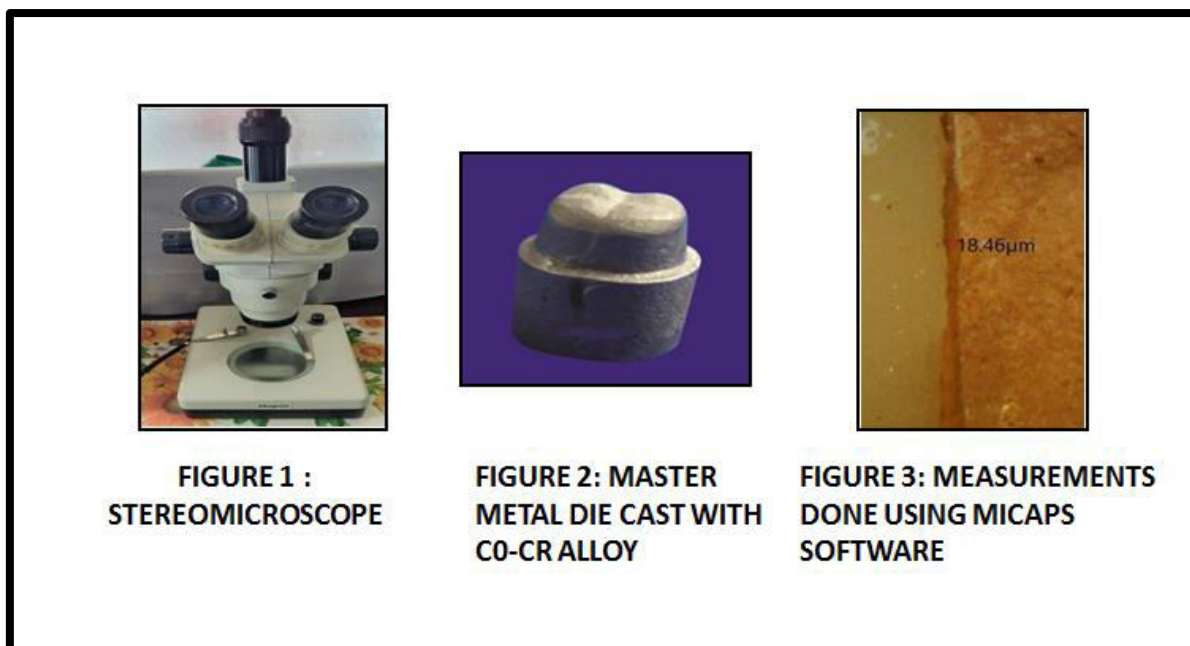 18.46µm
FIGURE 1 :
STEREOMICROSCOPE
FIGURE 2: MASTER
METAL DIE CAST WITH
C0-CR ALLOY
FIGURE 3: MEASUREMENTS
DONE USING MICAPS
SOFTWARE